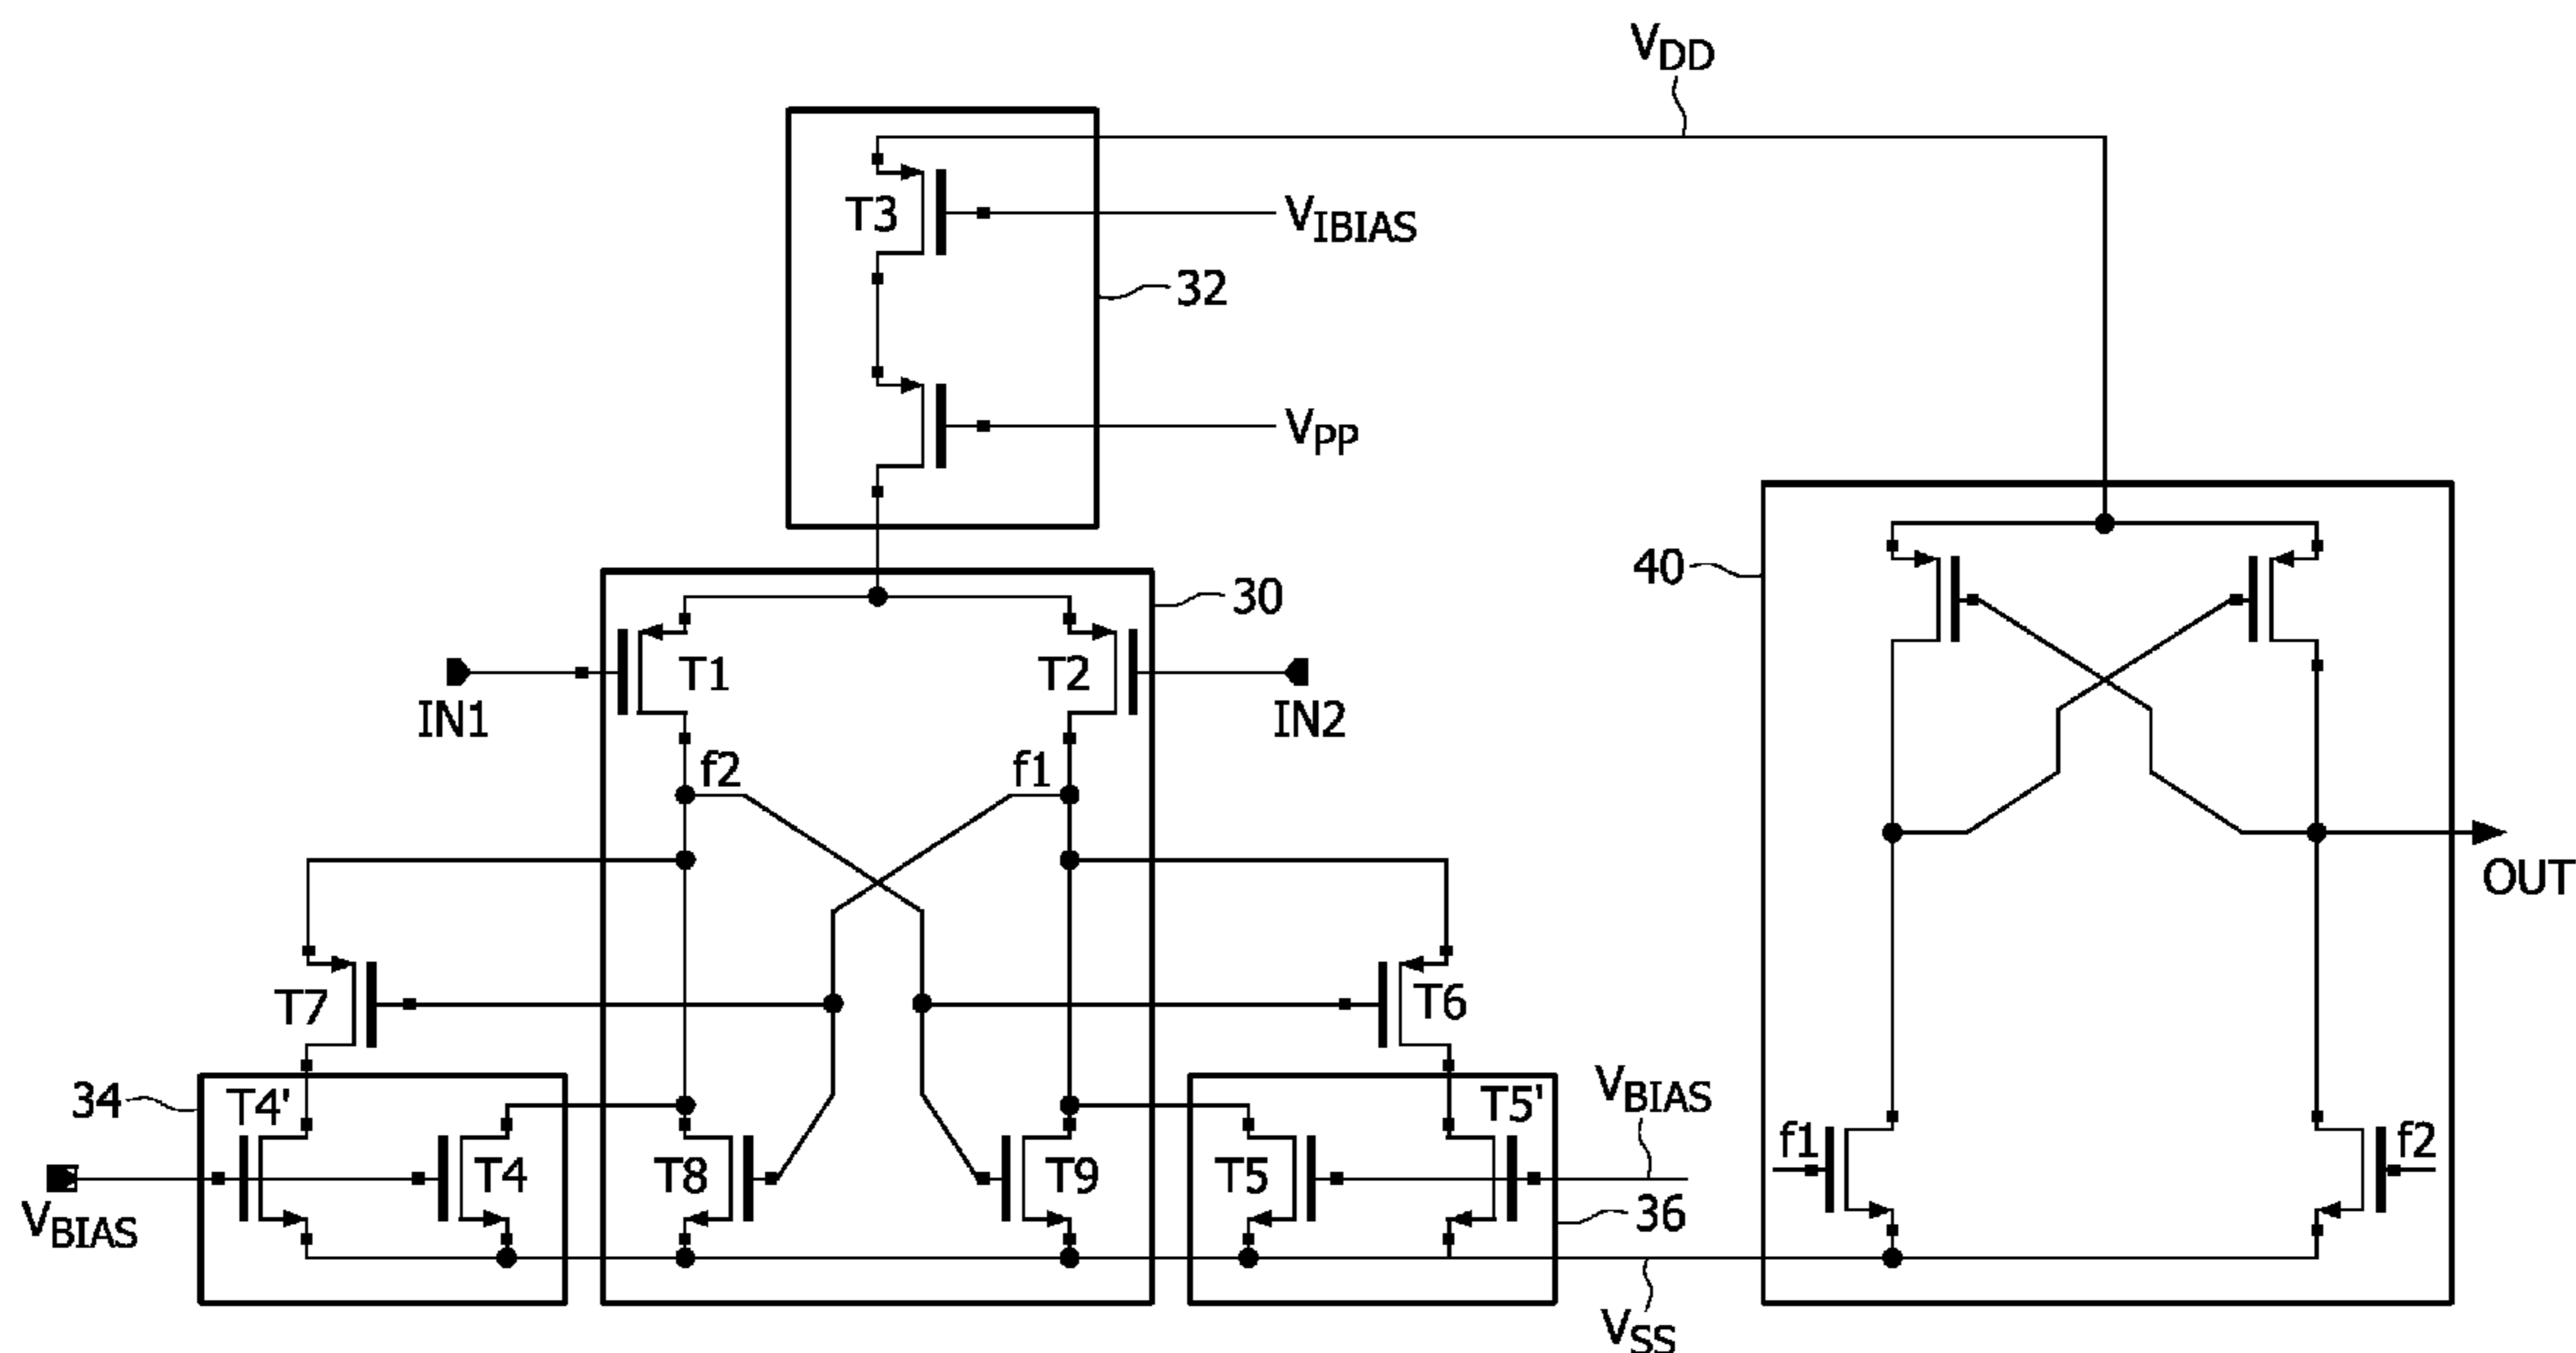 VDD
T3
VIBIAS
32
VPP
30
40
T1
T2
IN1
IN2
f2
f1
OUT
T7
T6
34
T4'
T5'
VBIAS
T4
T8
T9
T5
f1
f2
VBIAS
36
VSS